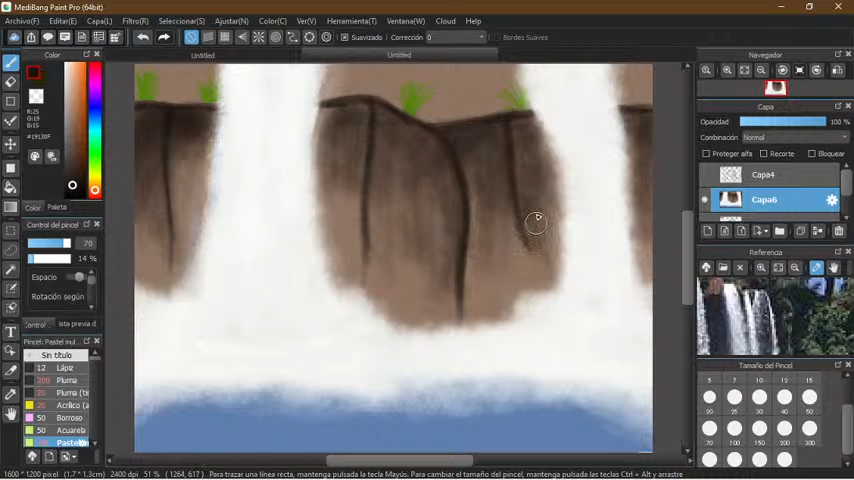 MediBang Paint Pro (64bit)
Archivo(F) Editar(E) Capa(L) Filtro(R) Seleccionar(S) Ajustar(N) Color(C) Ver(V) Herramienta(T) Ventana(W) Cloud Help
Suavizado Corrección 0 Bordes Suaves
Untitled Untitled
Color
R:25
G:19
B:15
#19130F
Color Paleta
Control del pincel
70
14 %
Espacio
Rotación según
Control ista previa d
Pincel: Pastel mul
Sin título
12 Lápiz
200 Pluma
20 Pluma (tin
20 Acrílico (a
50 Borroso
50 Acuarela
Pastel
Navegador
Capa
Opacidad 100 %
Combinación Normal
Proteger alfa Recorte Bloquear
Capa4
Capa6
Referencia
Tamaño del Pincel
5 7 10 12 15
20 25 30 40 50
70 100 150 200 300
1600 * 1200 pixel (1.7 * 1.3cm) 2400 dpi 51 % ( 1264, 617 ) Para trazar una línea recta, mantenga pulsada la tecla Mayús. Para cambiar el tamaño del pincel, mantenga pulsadas las teclas Ctrl + Alt y arrastre